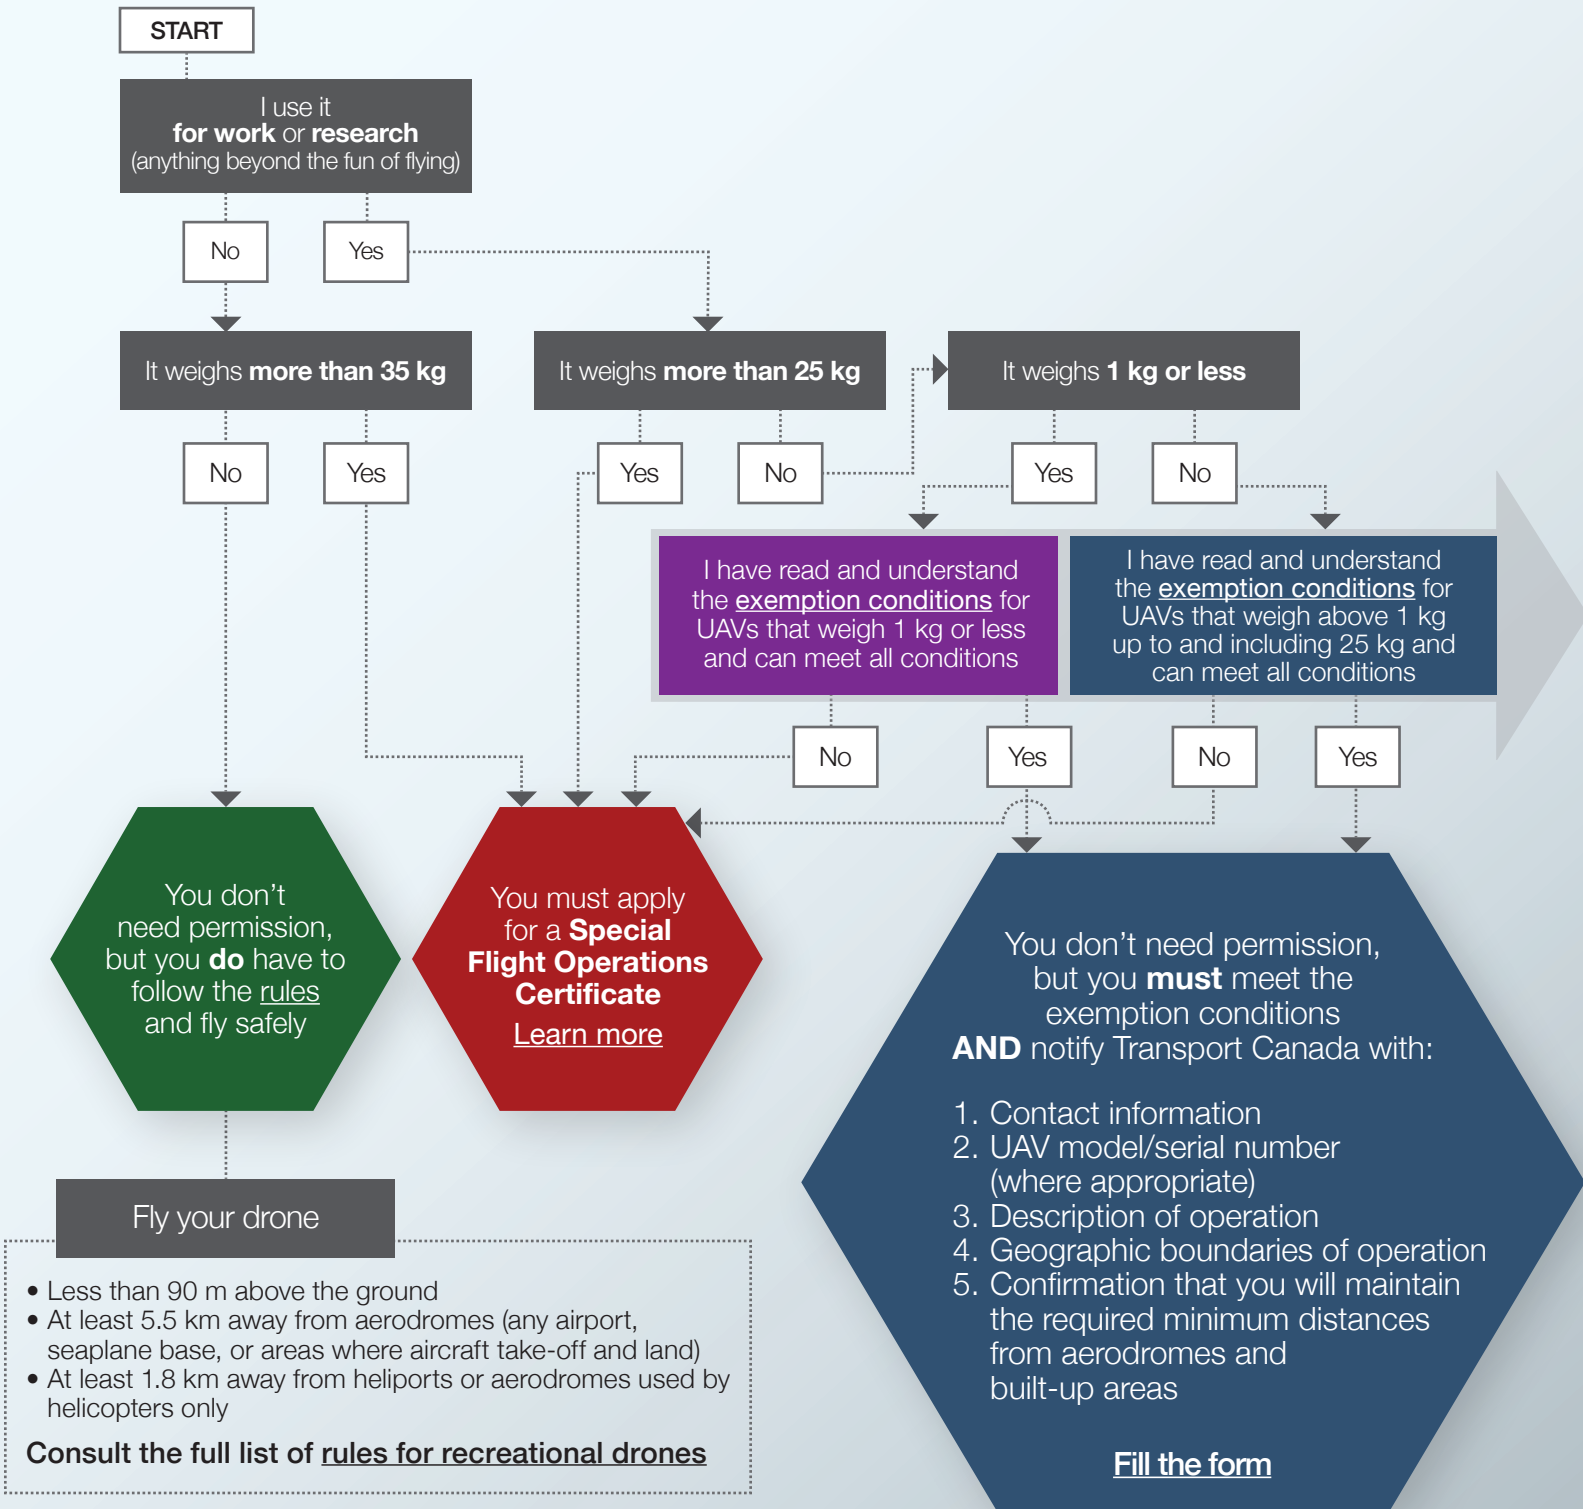 START
I use it
for work or research
(anything beyond the fun of flying)
No
Yes
It weighs more than 35 kg
It weighs more than 25 kg
It weighs 1 kg or less
No
Yes
Yes
No
Yes
No
I have read and understand
the exemption conditions for
UAVs that weigh 1 kg or less
and can meet all conditions
I have read and understand
the exemption conditions for
UAVs that weigh above 1 kg
up to and including 25 kg and
can meet all conditions
No
Yes
No
Yes
You don't
need permission,
but you do have to
follow the rules
and fly safely
You must apply
for a Special
Flight Operations
Certificate
Learn more
You don't need permission,
but you must meet the
exemption conditions
AND notify Transport Canada with:
1. Contact information
2. UAV model/serial number
(where appropriate)
3. Description of operation
4. Geographic boundaries of operation
5. Confirmation that you will maintain
the required minimum distances
from aerodromes and
built-up areas
Fill the form
Fly your drone
• Less than 90 m above the ground
• At least 5.5 km away from aerodromes (any airport,
seaplane base, or areas where aircraft take-off and land)
• At least 1.8 km away from heliports or aerodromes used by
helicopters only
Consult the full list of rules for recreational drones